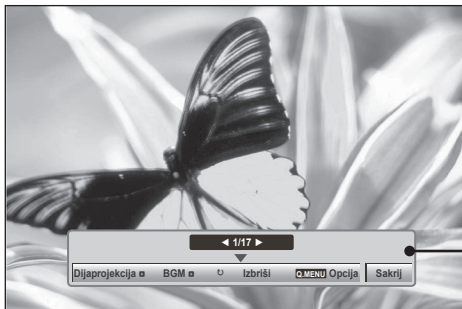 ◀ 1/17 ▶
Dijaprojekcija BGM ↻ Izbriši Q.MENU Opcija Sakrij